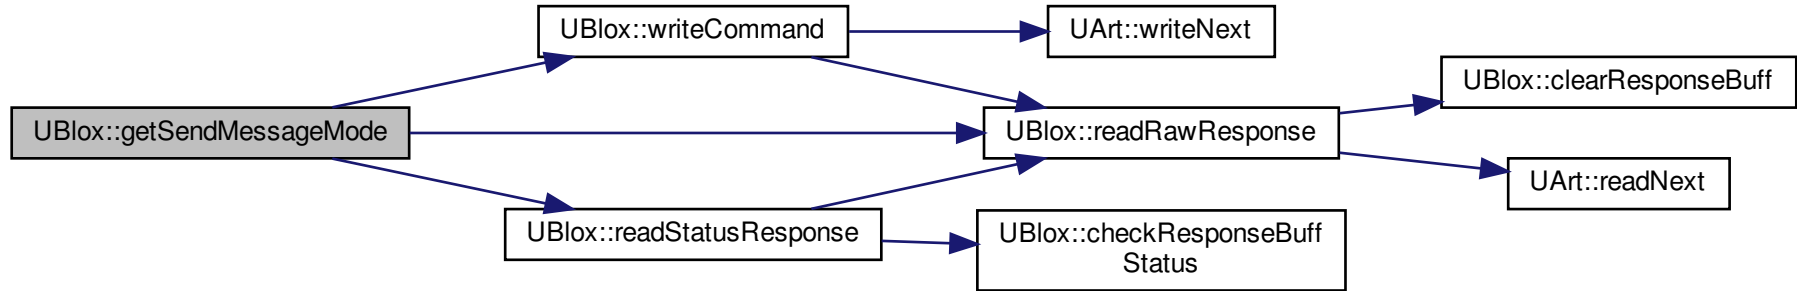 UBlox::writeCommand
UArt::writeNext
UBlox::clearResponseBuff
UBlox::getSendMessageMode
UBlox::readRawResponse
UArt::readNext
UBlox::readStatusResponse
UBlox::checkResponseBuff
Status